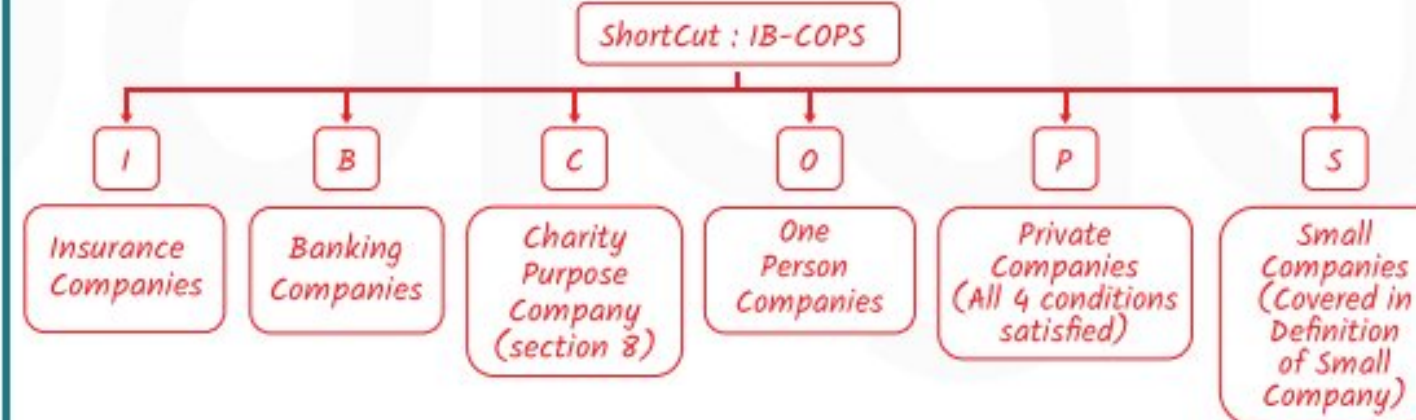 ShortCut : IB-COPS
I
B
C
O
P
S
Insurance
Companies
Banking
Companies
Charity
Purpose
Company
(section 8)
One
Person
Companies
Private
Companies
(All 4 conditions
satisfied)
Small
Companies
(Covered in
Definition
of Small
Company)